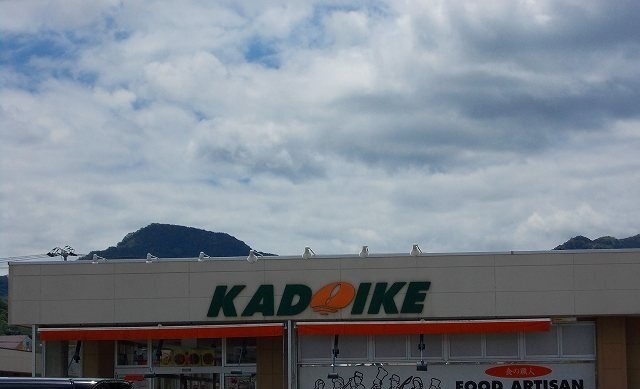 KADOIKE
食の職人
FOOD ARTISAN